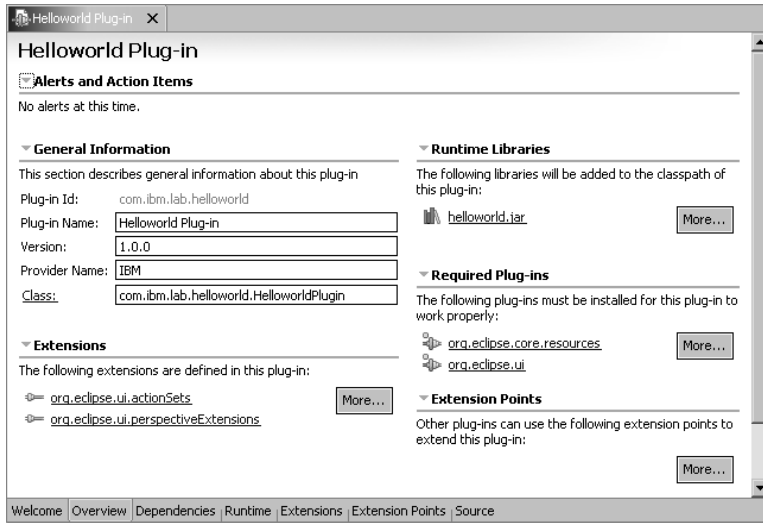 Helloworld Plug-in
Helloworld Plug-in
Alerts and Action Items
No alerts at this time.
General Information
This section describes general information about this plug-in
Plug-in Id: com.ibm.lab.helloworld
Plug-in Name: Helloworld Plug-in
Version: 1.0.0
Provider Name: IBM
Class: com.ibm.lab.helloworld.HelloworldPlugin
Extensions
The following extensions are defined in this plug-in:
org.eclipse.ui.actionSets More...
org.eclipse.ui.perspectiveExtensions
Runtime Libraries
The following libraries will be added to the classpath of
this plug-in:
helloworld.jar More...
Required Plug-ins
The following plug-ins must be installed for this plug-in to
work properly:
org.eclipse.core.resources More...
org.eclipse.ui
Extension Points
Other plug-ins can use the following extension points to
extend this plug-in:
More...
Welcome Overview Dependencies Runtime Extensions Extension Points Source